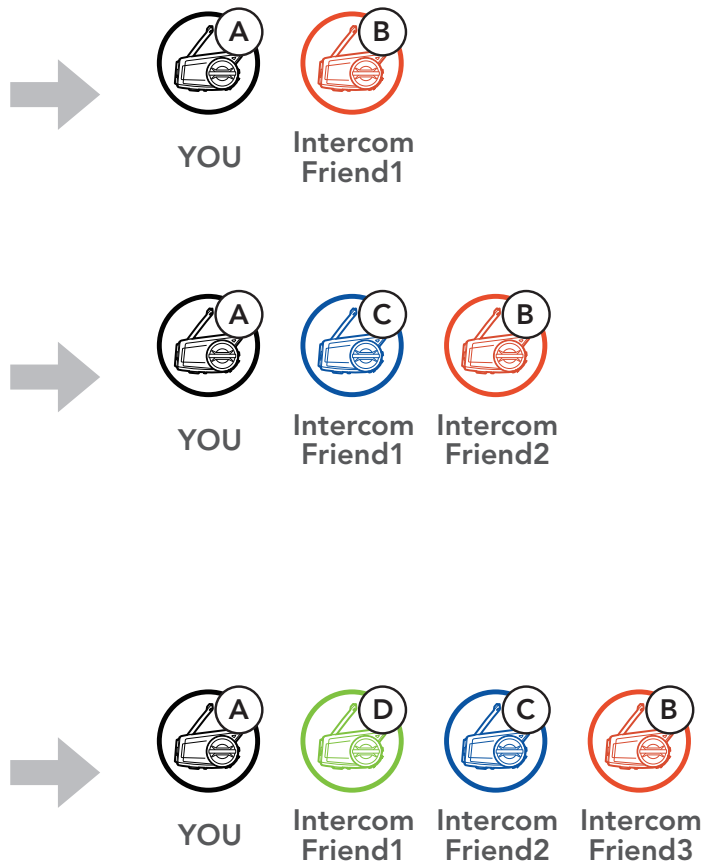 A B
YOU Intercom Friend1
A C B
YOU Intercom Friend1 Intercom Friend2
A D C B
YOU Intercom Friend1 Intercom Friend2 Intercom Friend3